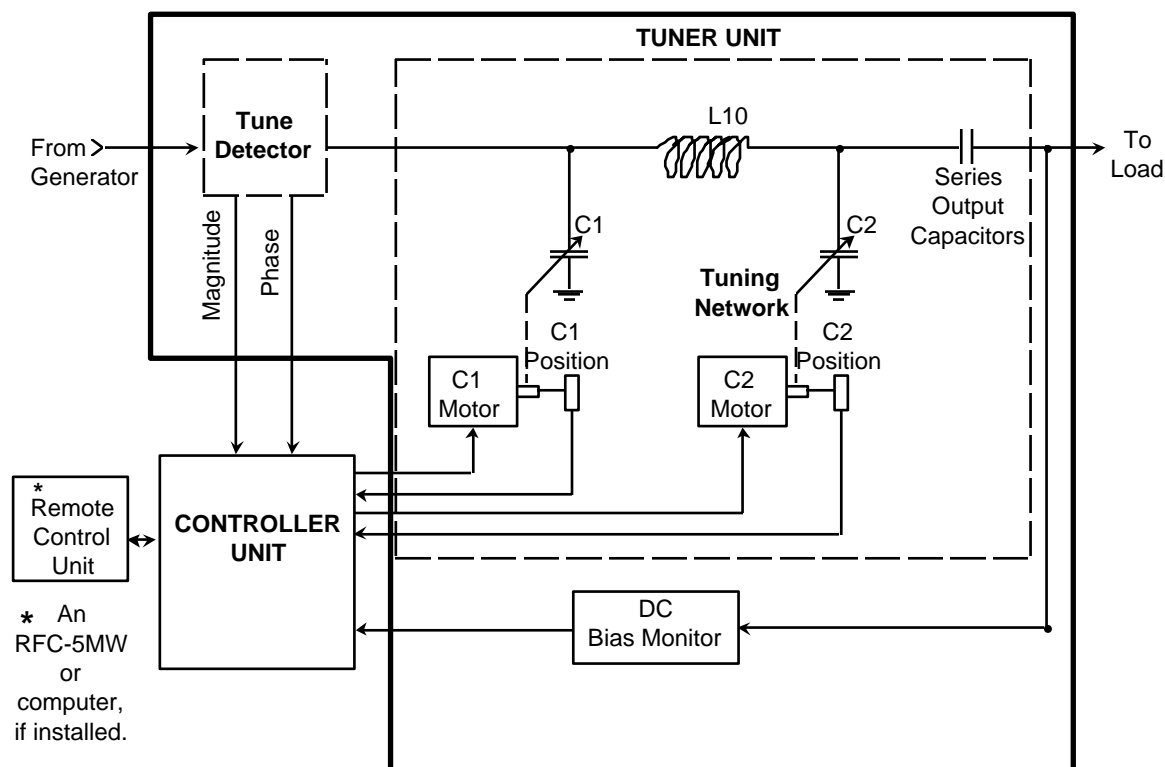 TUNER UNIT
Tune
Detector
L10
From
Generator
To
Load
Series
Output
Capacitors
C1
C2
Magnitude
Phase
Tuning
Network
C1
Position
C2
Position
C1
Motor
C2
Motor
*
Remote
Control
Unit
CONTROLLER
UNIT
DC
Bias Monitor
* An
RFC-5MW
or
computer,
if installed.